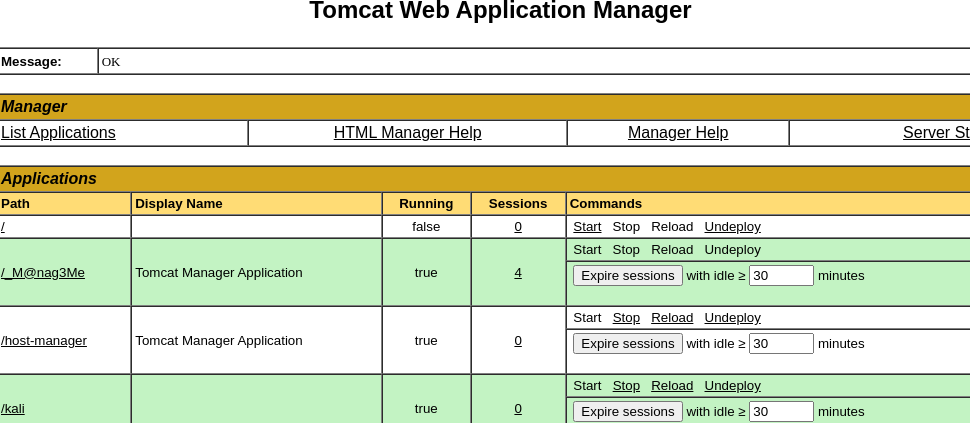 Tomcat Web Application Manager
Message: OK
Manager
List Applications HTML Manager Help Manager Help Server St
Applications
Path Display Name Running Sessions Commands
/ false 0 Start Stop Reload Undeploy
Start Stop Reload Undeploy
/_M@nag3Me Tomcat Manager Application true 4
Expire sessions with idle ≥ 30 minutes
Start Stop Reload Undeploy
/host-manager Tomcat Manager Application true 0
Expire sessions with idle ≥ 30 minutes
Start Stop Reload Undeploy
/kali true 0
Expire sessions with idle ≥ 30 minutes